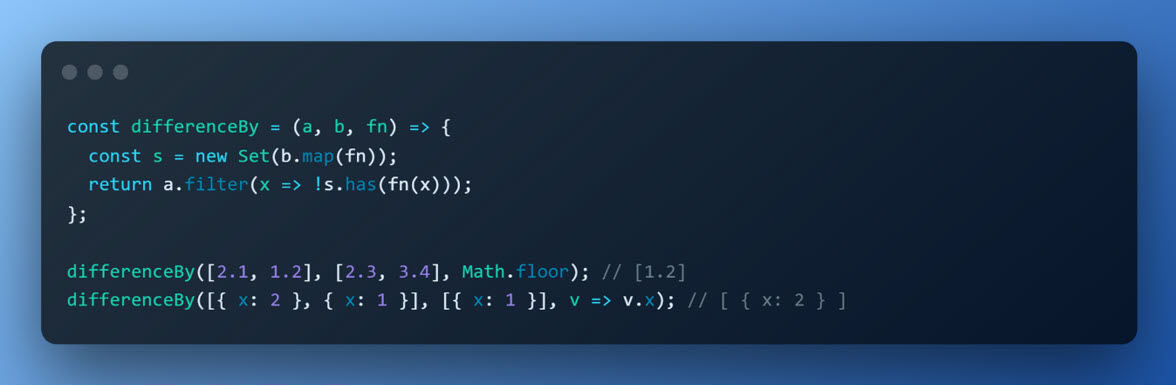 const differenceBy = (a, b, fn) => {
  const s = new Set(b.map(fn));
  return a.filter(x => !s.has(fn(x)));
};

differenceBy([2.1, 1.2], [2.3, 3.4], Math.floor); // [1.2]
differenceBy([{ x: 2 }, { x: 1 }], [{ x: 1 }], v => v.x); // [ { x: 2 } ]